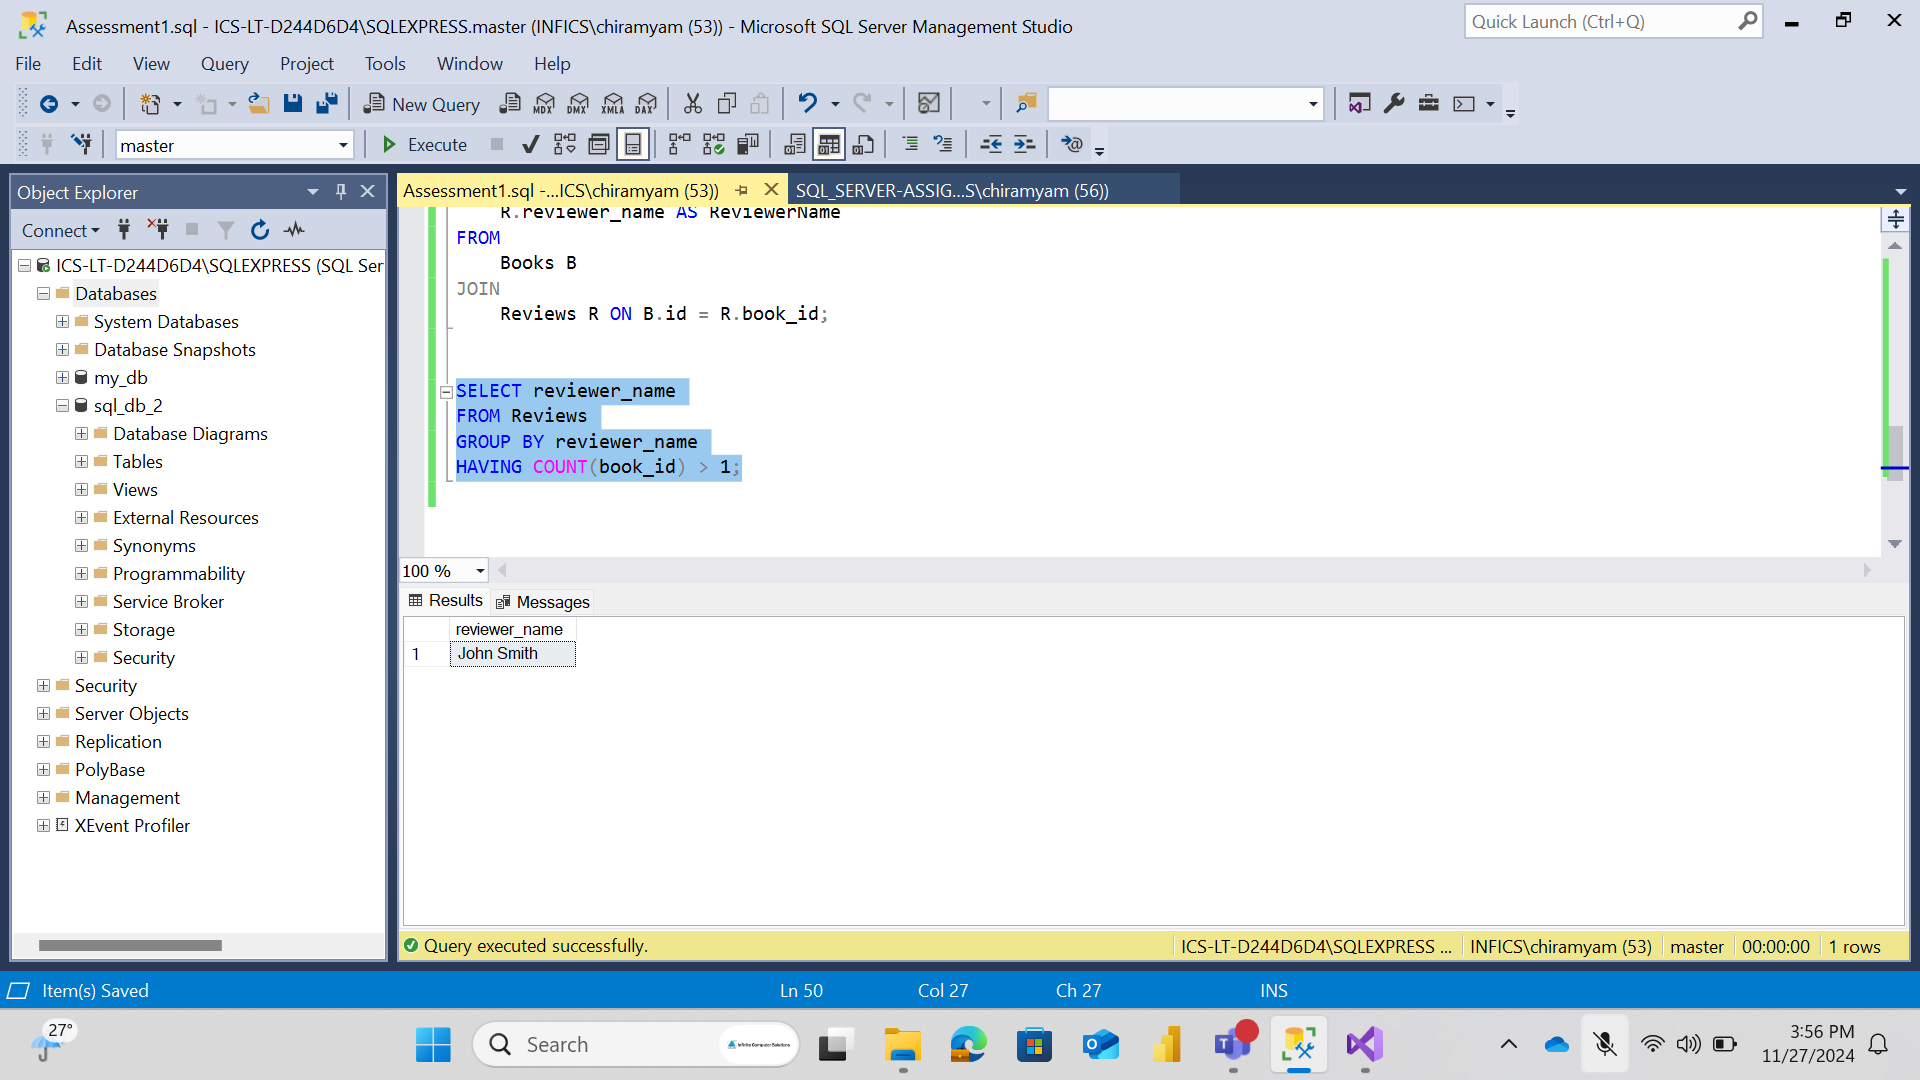 Assessment1.sql - ICS-LT-D244D6D4\SQLEXPRESS.master (INFICS\chiramyam (53)) - Microsoft SQL Server Management Studio
Quick Launch (Ctrl+Q)
File Edit View Query Project Tools Window Help
New Query
MDX DMX XMLA DAX
master
Execute
Object Explorer
Assessment1.sql -...ICS\chiramyam (53))
SQL_SERVER-ASSIG...S\chiramyam (56))
Connect
ICS-LT-D244D6D4\SQLEXPRESS (SQL Ser
Databases
System Databases
Database Snapshots
my_db
sql_db_2
Database Diagrams
Tables
Views
External Resources
Synonyms
Programmability
Service Broker
Storage
Security
Security
Server Objects
Replication
PolyBase
Management
XEvent Profiler
R.reviewer_name AS ReviewerName
FROM
Books B
JOIN
Reviews R ON B.id = R.book_id;
SELECT reviewer_name
FROM Reviews
GROUP BY reviewer_name
HAVING COUNT(book_id) > 1;
100 %
Results Messages
reviewer_name
1 John Smith
Query executed successfully.
ICS-LT-D244D6D4\SQLEXPRESS ... INFICS\chiramyam (53) master 00:00:00 1 rows
Item(s) Saved
Ln 50 Col 27 Ch 27 INS
27°
Search
Infinite Computer Solutions
3:56 PM
11/27/2024